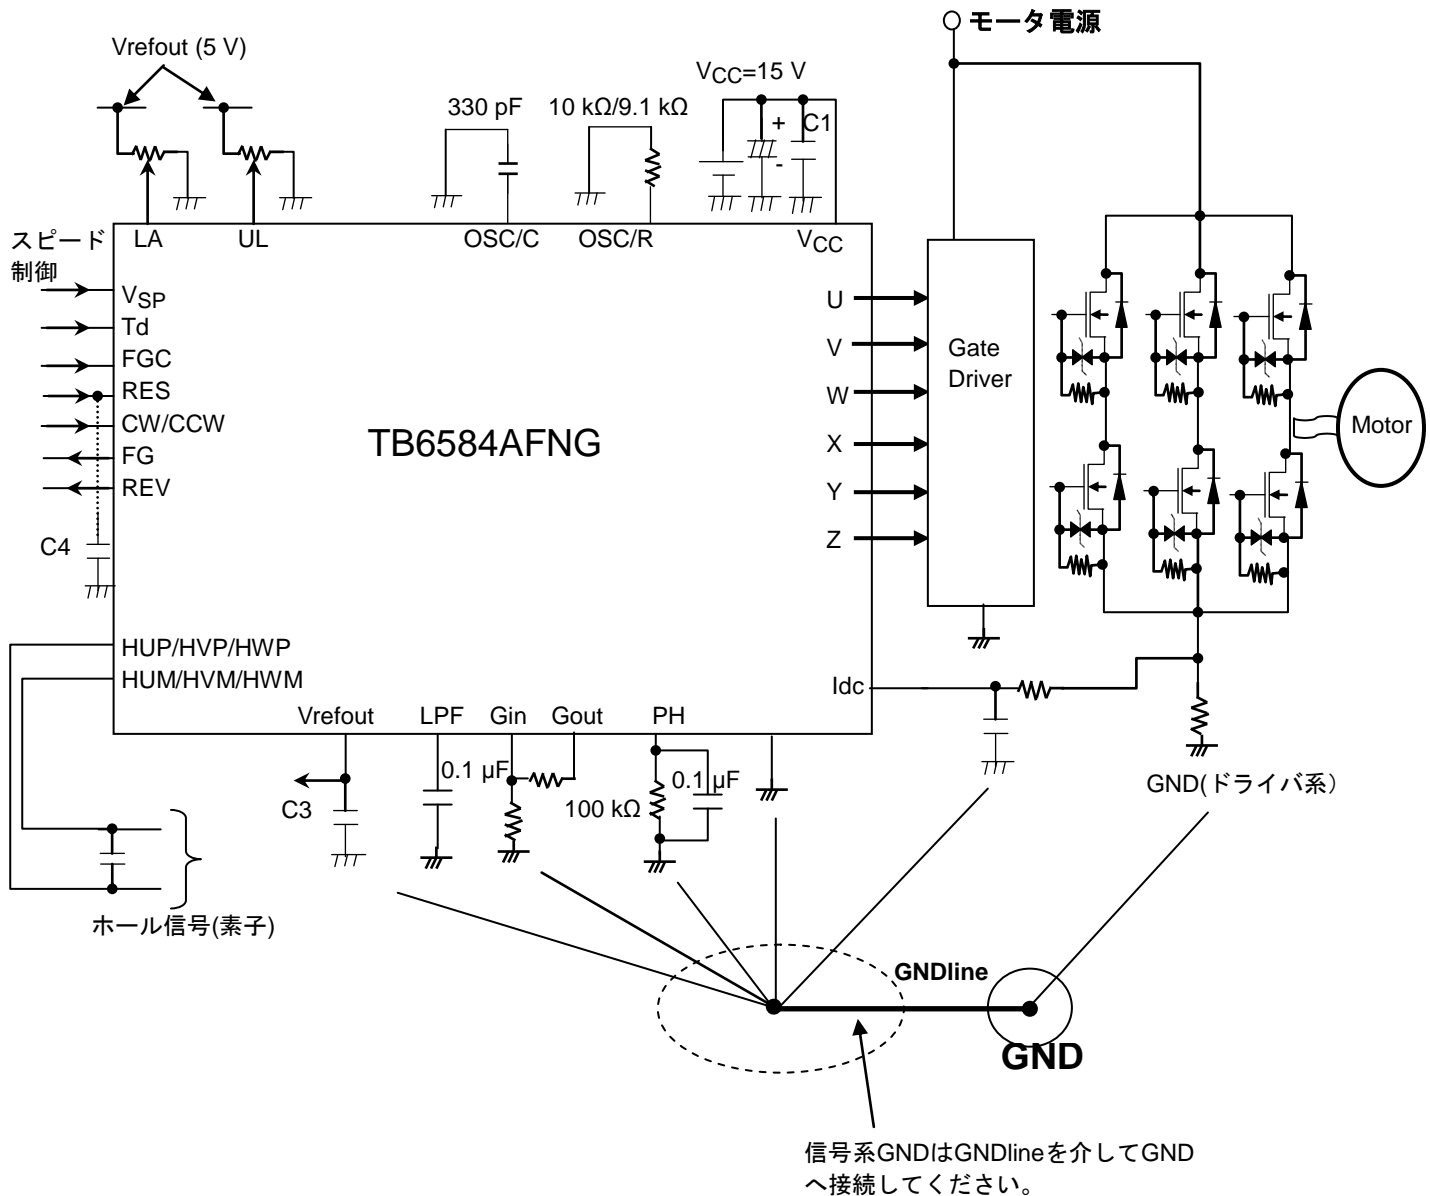 モータ電源
Vrefout (5 V)
VCC=15 V
330 pF
10 kΩ/9.1 kΩ
+
C1
-
スピード
制御
LA
UL
OSC/C
OSC/R
VCC
VSP
Td
FGC
RES
CW/CCW
FG
REV
C4
TB6584AFNG
U
V
W
X
Y
Z
Gate
Driver
Motor
HUP/HVP/HWP
HUM/HVM/HWM
Idc
Vrefout
LPF
Gin
Gout
PH
0.1 µF
0.1 µF
100 kΩ
C3
GND(ドライバ系)
ホール信号(素子)
GNDline
GND
信号系GNDはGNDlineを介してGND
へ接続してください。